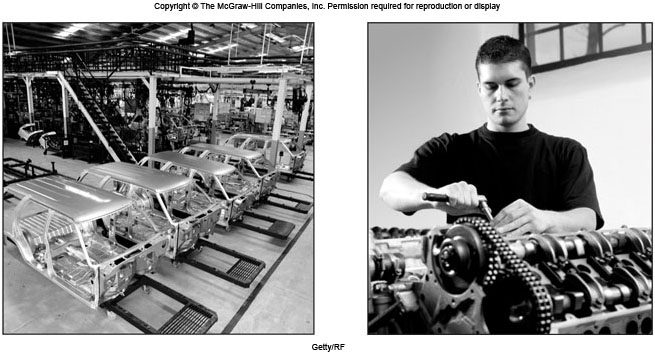 Copyright © The McGraw-Hill Companies, Inc. Permission required for reproduction or display
Getty/RF